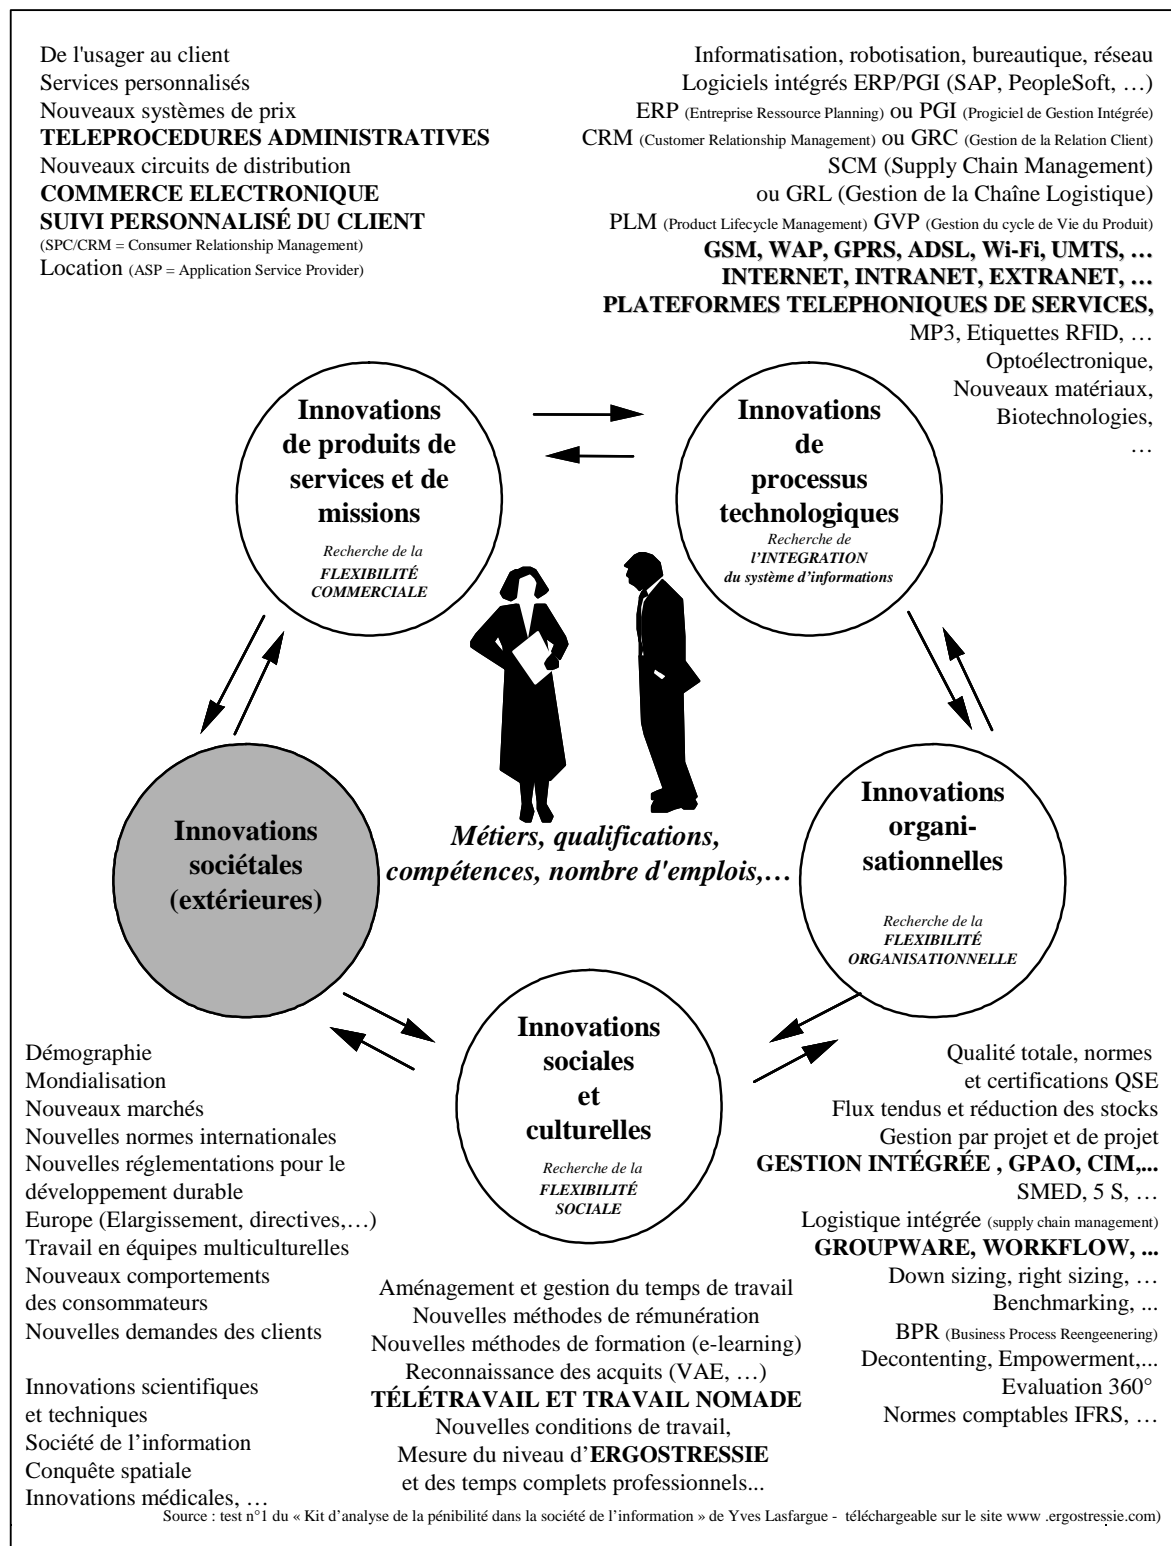 De l'usager au client
Services personnalisés
Nouveaux systèmes de prix
TELEPROCEDURES ADMINISTRATIVES
Nouveaux circuits de distribution
COMMERCE ELECTRONIQUE
SUIVI PERSONNALISÉ DU CLIENT
(SPC/CRM = Consumer Relationship Management)
Location (ASP = Application Service Provider)
Informatisation, robotisation, bureautique, réseau
Logiciels intégrés ERP/PGI (SAP, PeopleSoft, …)
ERP (Entreprise Ressource Planning) ou PGI (Progiciel de Gestion Intégrée)
CRM (Customer Relationship Management) ou GRC (Gestion de la Relation Client)
SCM (Supply Chain Management)
ou GRL (Gestion de la Chaîne Logistique)
PLM (Product Lifecycle Management) GVP (Gestion du cycle de Vie du Produit)
GSM, WAP, GPRS, ADSL, Wi-Fi, UMTS, …
INTERNET, INTRANET, EXTRANET, …
PLATEFORMES TELEPHONIQUES DE SERVICES,
MP3, Etiquettes RFID, …
Optoélectronique,
Nouveaux matériaux,
Biotechnologies,
…
Innovations
de produits de
services et de
missions
Recherche de la
FLEXIBILITÉ
COMMERCIALE
Innovations
de
processus
technologiques
Recherche de
l'INTEGRATION
du système d'informations
Innovations
sociétales
(extérieures)
Métiers, qualifications,
compétences, nombre d'emplois,…
Innovations
organi-
sationnelles
Recherche de la
FLEXIBILITÉ
ORGANISATIONNELLE
Innovations
sociales
et
culturelles
Recherche de la
FLEXIBILITÉ
SOCIALE
Démographie
Mondialisation
Nouveaux marchés
Nouvelles normes internationales
Nouvelles réglementations pour le
développement durable
Europe (Elargissement, directives,…)
Travail en équipes multiculturelles
Nouveaux comportements
des consommateurs
Nouvelles demandes des clients
Innovations scientifiques
et techniques
Société de l'information
Conquête spatiale
Innovations médicales, …
Aménagement et gestion du temps de travail
Nouvelles méthodes de rémunération
Nouvelles méthodes de formation (e-learning)
Reconnaissance des acquits (VAE, …)
TÉLÉTRAVAIL ET TRAVAIL NOMADE
Nouvelles conditions de travail,
Mesure du niveau d'ERGOSTRESSIE
et des temps complets professionnels...
Qualité totale, normes
et certifications QSE
Flux tendus et réduction des stocks
Gestion par projet et de projet
GESTION INTÉGRÉE , GPAO, CIM,...
SMED, 5 S, …
Logistique intégrée (supply chain management)
GROUPWARE, WORKFLOW, ...
Down sizing, right sizing, …
Benchmarking, ...
BPR (Business Process Reengeenering)
Decontenting, Empowerment,...
Evaluation 360°
Normes comptables IFRS, …
Source : test n°1 du « Kit d'analyse de la pénibilité dans la société de l'information » de Yves Lasfargue - téléchargeable sur le site www .ergostressie.com)